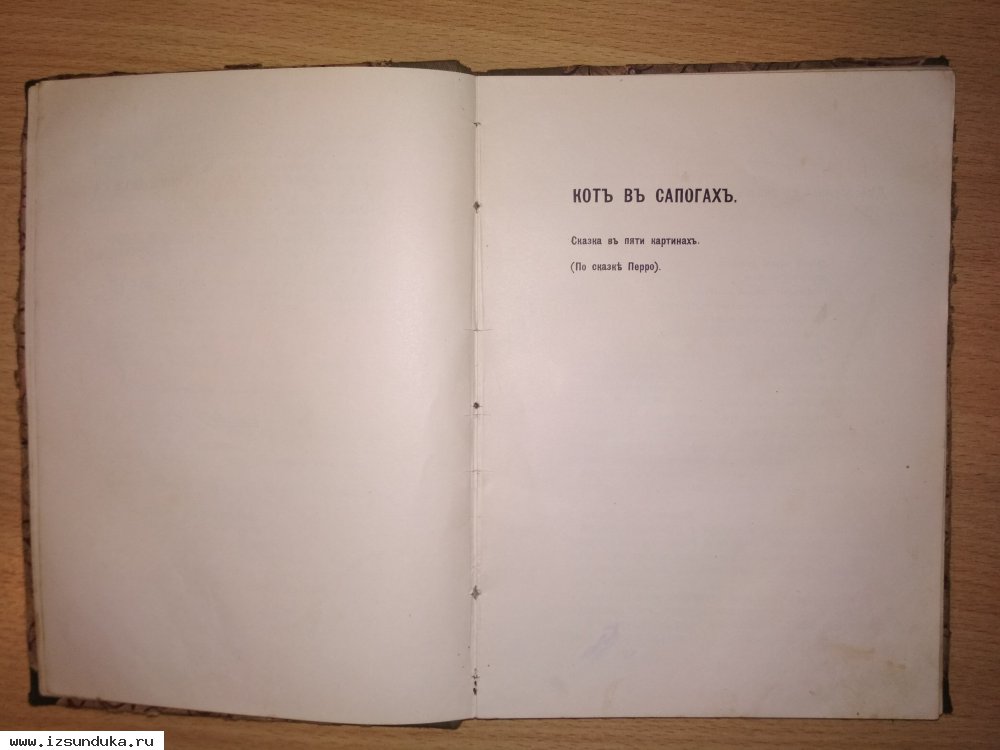 КОТЪ ВЪ САПОГАХЪ.
Сказка въ пяти картинахъ.
(По сказкѣ Перро).
www.izsunduka.ru